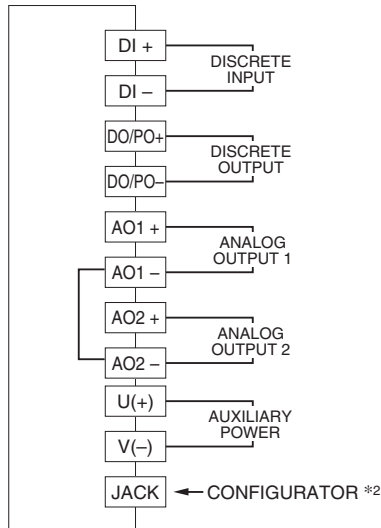 DI +
DISCRETE
INPUT
DI –
DO/PO+
DISCRETE
OUTPUT
DO/PO–
AO1 +
ANALOG
OUTPUT 1
AO1 –
AO2 +
ANALOG
OUTPUT 2
AO2 –
U(+)
AUXILIARY
POWER
V(–)
JACK CONFIGURATOR *2